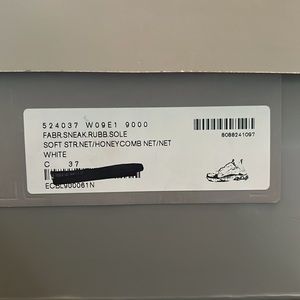 524037 W09E1 9000
FABR.SNEAK.RUBB.SOLE
SOFT STR.NET/HONEYCOMB NET/NET
WHITE
C 37
6088241097
ECBL900061N